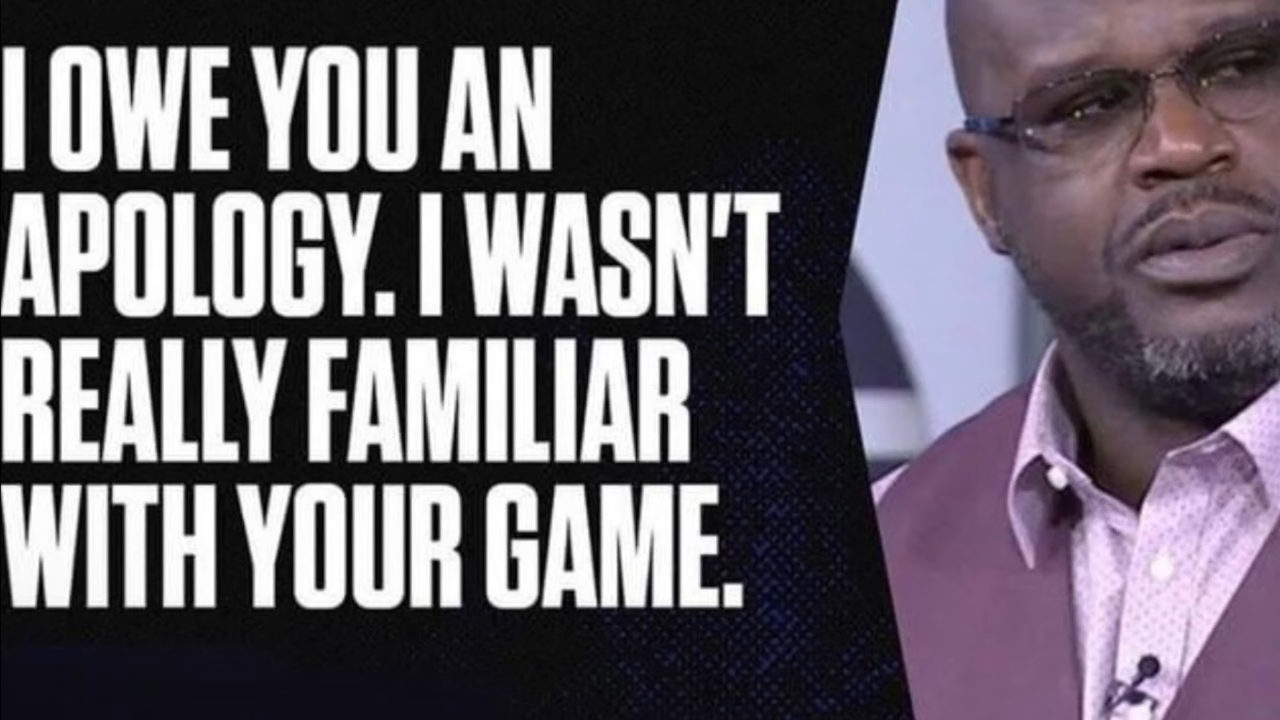 I OWE YOU AN
APOLOGY. I WASN'T
REALLY FAMILIAR
WITH YOUR GAME.